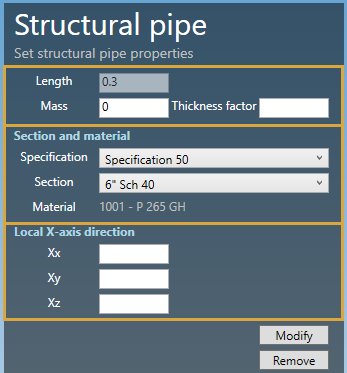 Structural pipe
Set structural pipe properties
Length 0.3
Mass 0 Thickness factor
Section and material
Specification Specification 50
Section 6" Sch 40
Material 1001 - P 265 GH
Local X-axis direction
Xx
Xy
Xz
Modify
Remove